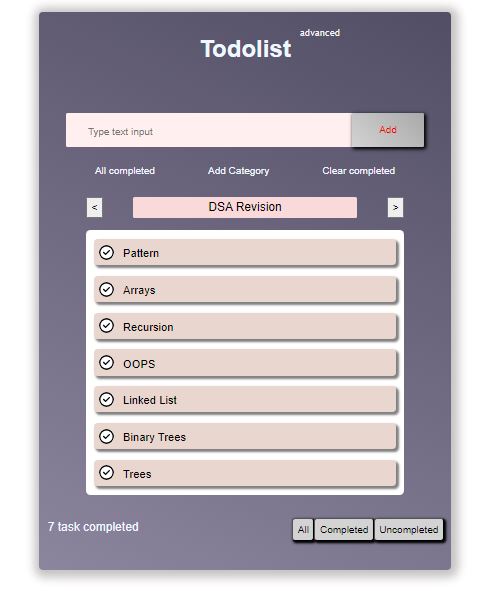 advanced
Todolist
Type text input Add
All completed Add Category Clear completed
< DSA Revision >
Pattern
Arrays
Recursion
OOPS
Linked List
Binary Trees
Trees
7 task completed All Completed Uncompleted